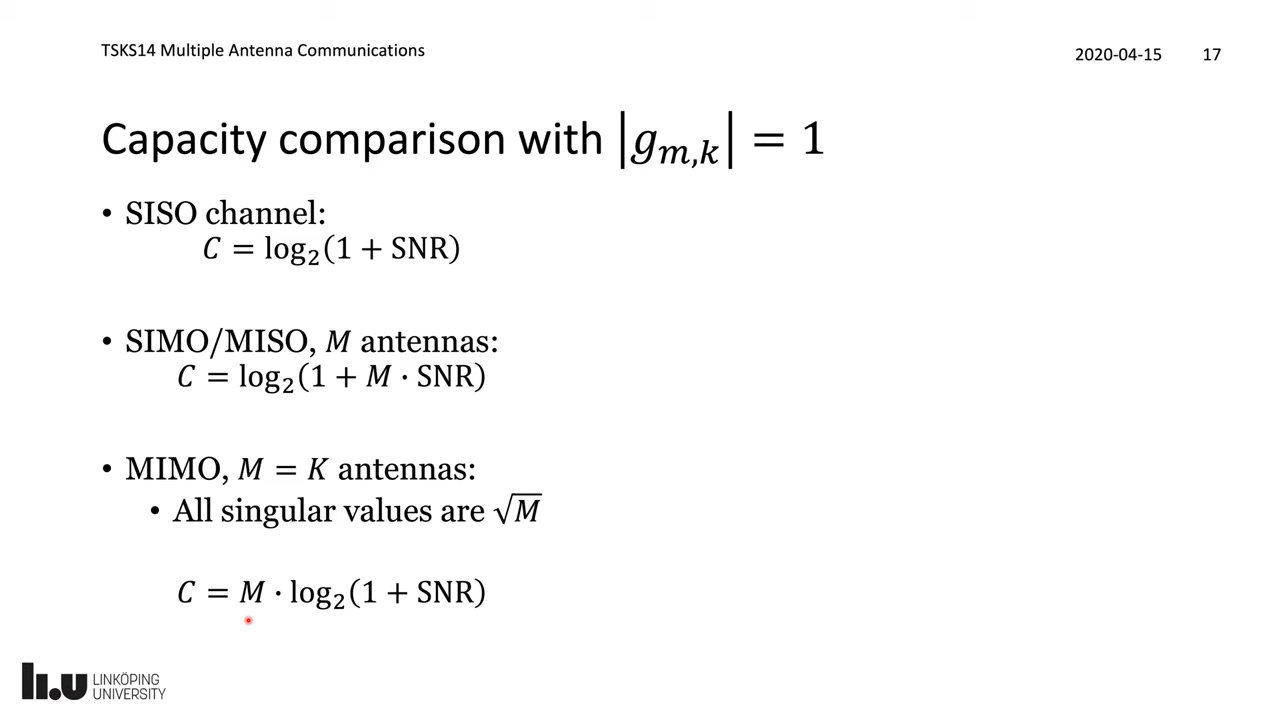 TSKS14 Multiple Antenna Communications
2020-04-15 17
Capacity comparison with |g_{m,k}| = 1
• SISO channel:
C = log₂(1 + SNR)
• SIMO/MISO, M antennas:
C = log₂(1 + M · SNR)
• MIMO, M = K antennas:
• All singular values are √M
C = M · log₂(1 + SNR)
LINKÖPING
UNIVERSITY